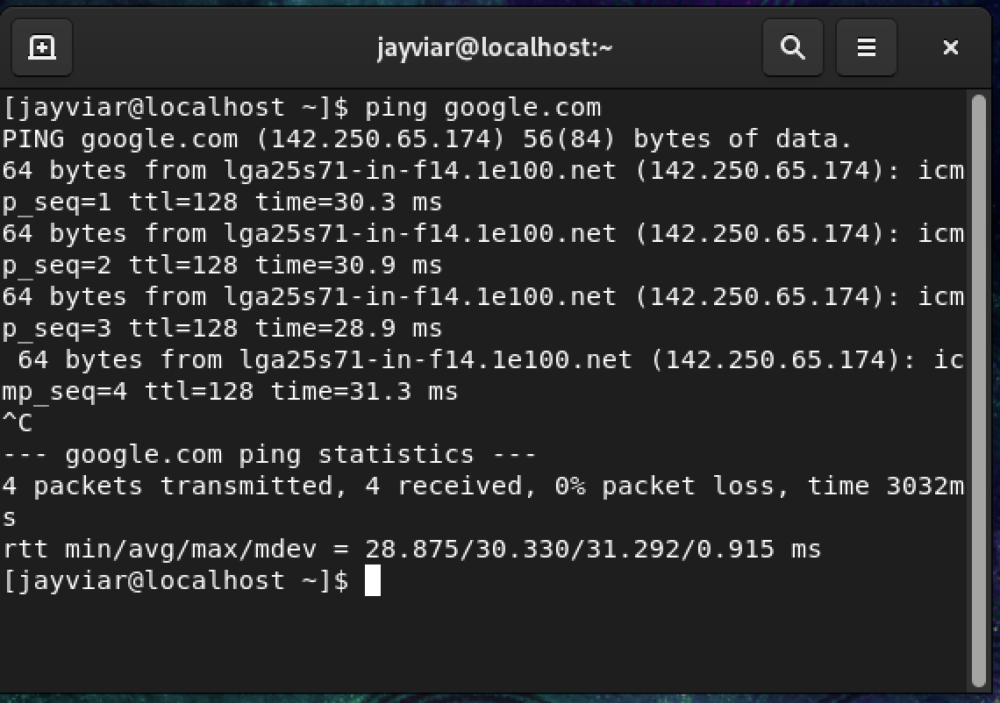 jayviar@localhost:~
[jayviar@localhost ~]$ ping google.com
PING google.com (142.250.65.174) 56(84) bytes of data.
64 bytes from lga25s71-in-f14.1e100.net (142.250.65.174): icm
p_seq=1 ttl=128 time=30.3 ms
64 bytes from lga25s71-in-f14.1e100.net (142.250.65.174): icm
p_seq=2 ttl=128 time=30.9 ms
64 bytes from lga25s71-in-f14.1e100.net (142.250.65.174): icm
p_seq=3 ttl=128 time=28.9 ms
 64 bytes from lga25s71-in-f14.1e100.net (142.250.65.174): ic
mp_seq=4 ttl=128 time=31.3 ms
^C
--- google.com ping statistics ---
4 packets transmitted, 4 received, 0% packet loss, time 3032m
s
rtt min/avg/max/mdev = 28.875/30.330/31.292/0.915 ms
[jayviar@localhost ~]$